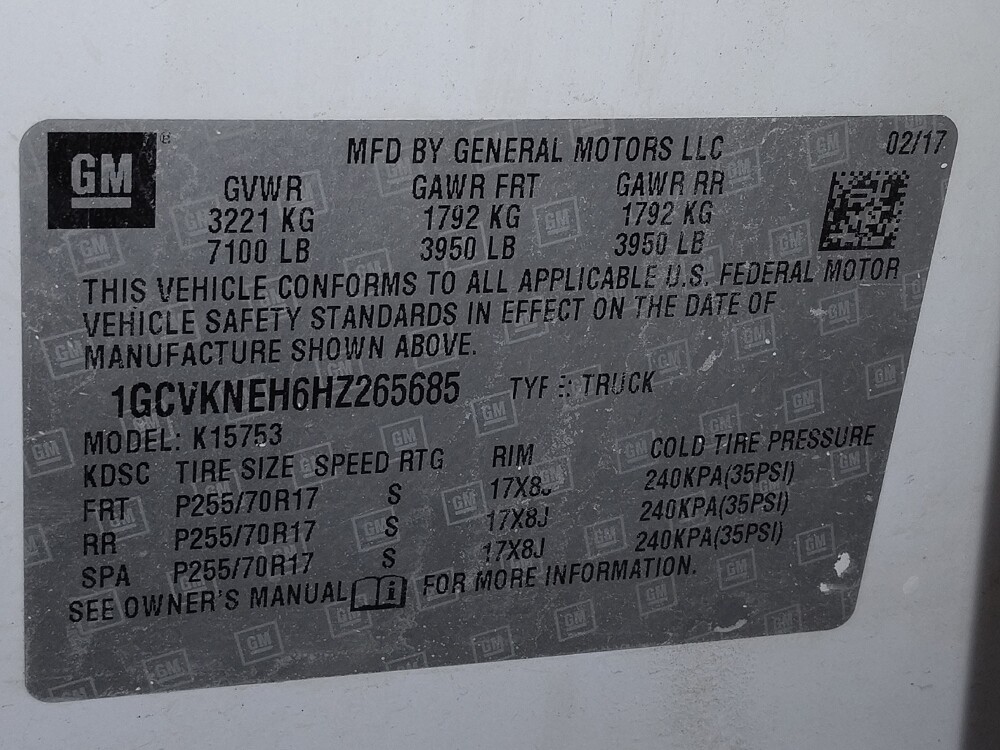 GM®
MFD BY GENERAL MOTORS LLC 02/17
GVWR GAWR FRT GAWR RR
3221 KG 1792 KG 1792 KG
7100 LB 3950 LB 3950 LB
THIS VEHICLE CONFORMS TO ALL APPLICABLE U.S. FEDERAL MOTOR
VEHICLE SAFETY STANDARDS IN EFFECT ON THE DATE OF
MANUFACTURE SHOWN ABOVE.
1GCVKNEH6HZ265685 TYPE: TRUCK
MODEL: K15753
KDSC TIRE SIZE SPEED RTG RIM COLD TIRE PRESSURE
FRT P255/70R17 S 17X8J 240KPA(35PSI)
RR P255/70R17 S 17X8J 240KPA(35PSI)
SPA P255/70R17 S 17X8J 240KPA(35PSI)
SEE OWNER'S MANUAL i FOR MORE INFORMATION.